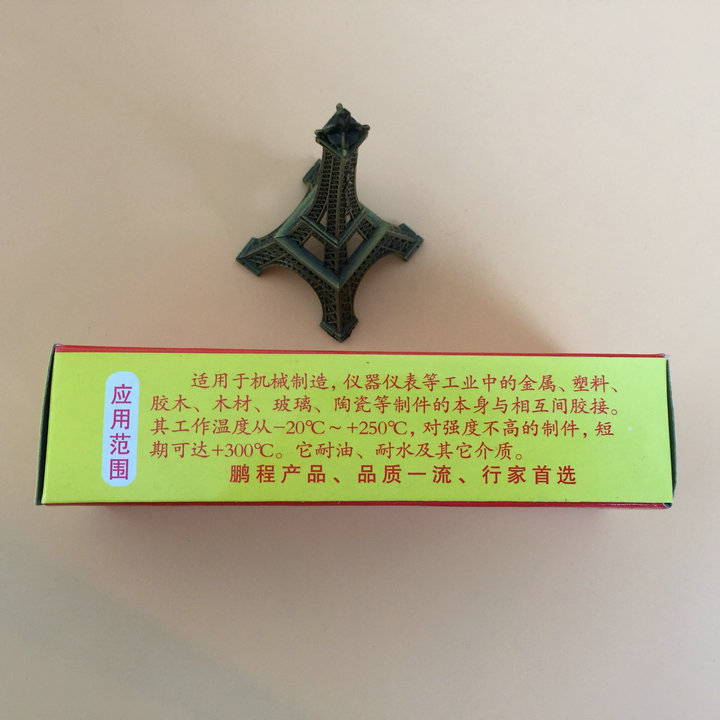 应用范围
适用于机械制造，仪器仪表等工业中的金属、塑料、
胶木、木材、玻璃、陶瓷等制件的本身与相互间胶接。
其工作温度从-20℃～+250℃，对强度不高的制件，短
期可达+300℃。它耐油、耐水及其它介质。
鹏程产品、品质一流、行家首选